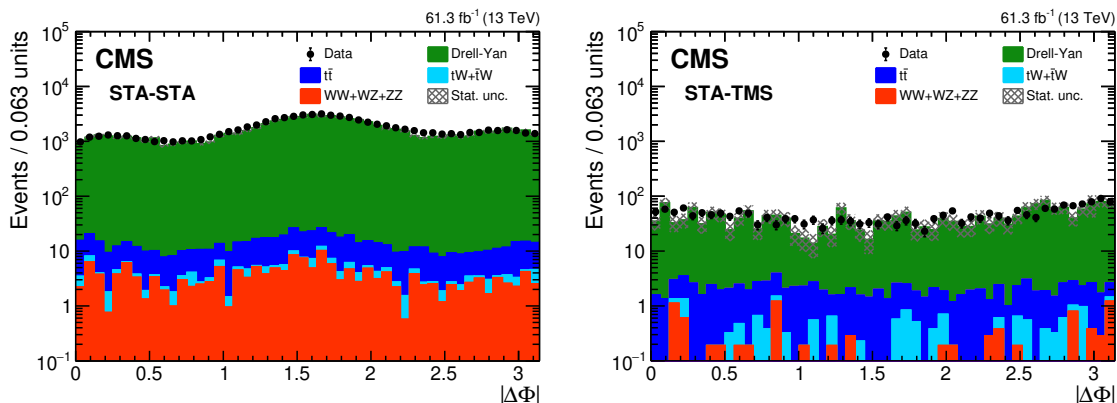 61.3 fb⁻¹ (13 TeV)
CMS
STA-STA
Data
Drell-Yan
tt̄
tW+t̄W
WW+WZ+ZZ
Stat. unc.
Events / 0.063 units
10⁵
10⁴
10³
10²
10
1
10⁻¹
0 0.5 1 1.5 2 2.5 3
|ΔΦ|
61.3 fb⁻¹ (13 TeV)
CMS
STA-TMS
Data
Drell-Yan
tt̄
tW+t̄W
WW+WZ+ZZ
Stat. unc.
Events / 0.063 units
10⁵
10⁴
10³
10²
10
1
10⁻¹
0 0.5 1 1.5 2 2.5 3
|ΔΦ|